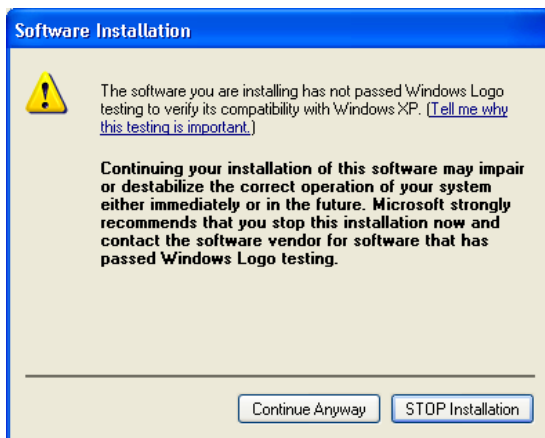 Software Installation
The software you are installing has not passed Windows Logo
testing to verify its compatibility with Windows XP. (Tell me why
this testing is important.)
Continuing your installation of this software may impair
or destabilize the correct operation of your system
either immediately or in the future. Microsoft strongly
recommends that you stop this installation now and
contact the software vendor for software that has
passed Windows Logo testing.
Continue Anyway
STOP Installation